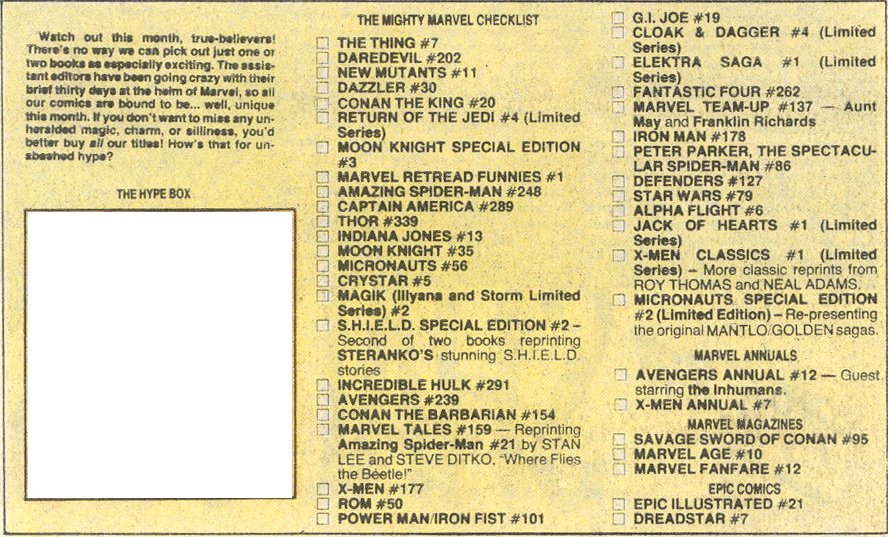 Watch out this month, true-believers!
There's no way we can pick out just one or
two books as especially exciting. The assis-
tant editors have been going crazy with their
brief thirty days at the helm of Marvel, so all
our comics are bound to be... well, unique
this month. If you don't want to miss any un-
heralded magic, charm, or silliness, you'd
better buy all our titles! How's that for un-
abashed hype?
THE HYPE BOX
THE MIGHTY MARVEL CHECKLIST
THE THING #7
DAREDEVIL #202
NEW MUTANTS #11
DAZZLER #30
CONAN THE KING #20
RETURN OF THE JEDI #4 (Limited
Series)
MOON KNIGHT SPECIAL EDITION
#3
MARVEL RETREAD FUNNIES #1
AMAZING SPIDER-MAN #248
CAPTAIN AMERICA #289
THOR #339
INDIANA JONES #13
MOON KNIGHT #35
MICRONAUTS #56
CRYSTAR #5
MAGIK (Illyana and Storm Limited
Series) #2
S.H.I.E.L.D. SPECIAL EDITION #2 –
Second of two books reprinting
STERANKO'S stunning S.H.I.E.L.D.
stories
INCREDIBLE HULK #291
AVENGERS #239
CONAN THE BARBARIAN #154
MARVEL TALES #159 — Reprinting
Amazing Spider-Man #21 by STAN
LEE and STEVE DITKO, "Where Flies
the Beetle!"
X-MEN #177
ROM #50
POWER MAN/IRON FIST #101
G.I. JOE #19
CLOAK & DAGGER #4 (Limited
Series)
ELEKTRA SAGA #1 (Limited
Series)
FANTASTIC FOUR #262
MARVEL TEAM-UP #137 — Aunt
May and Franklin Richards
IRON MAN #178
PETER PARKER, THE SPECTACU-
LAR SPIDER-MAN #86
DEFENDERS #127
STAR WARS #79
ALPHA FLIGHT #6
JACK OF HEARTS #1 (Limited
Series)
X-MEN CLASSICS #1 (Limited
Series) – More classic reprints from
ROY THOMAS and NEAL ADAMS.
MICRONAUTS SPECIAL EDITION
#2 (Limited Edition) – Re-presenting
the original MANTLO/GOLDEN sagas.
MARVEL ANNUALS
AVENGERS ANNUAL #12 — Guest
starring the Inhumans.
X-MEN ANNUAL #7
MARVEL MAGAZINES
SAVAGE SWORD OF CONAN #95
MARVEL AGE #10
MARVEL FANFARE #12
EPIC COMICS
EPIC ILLUSTRATED #21
DREADSTAR #7